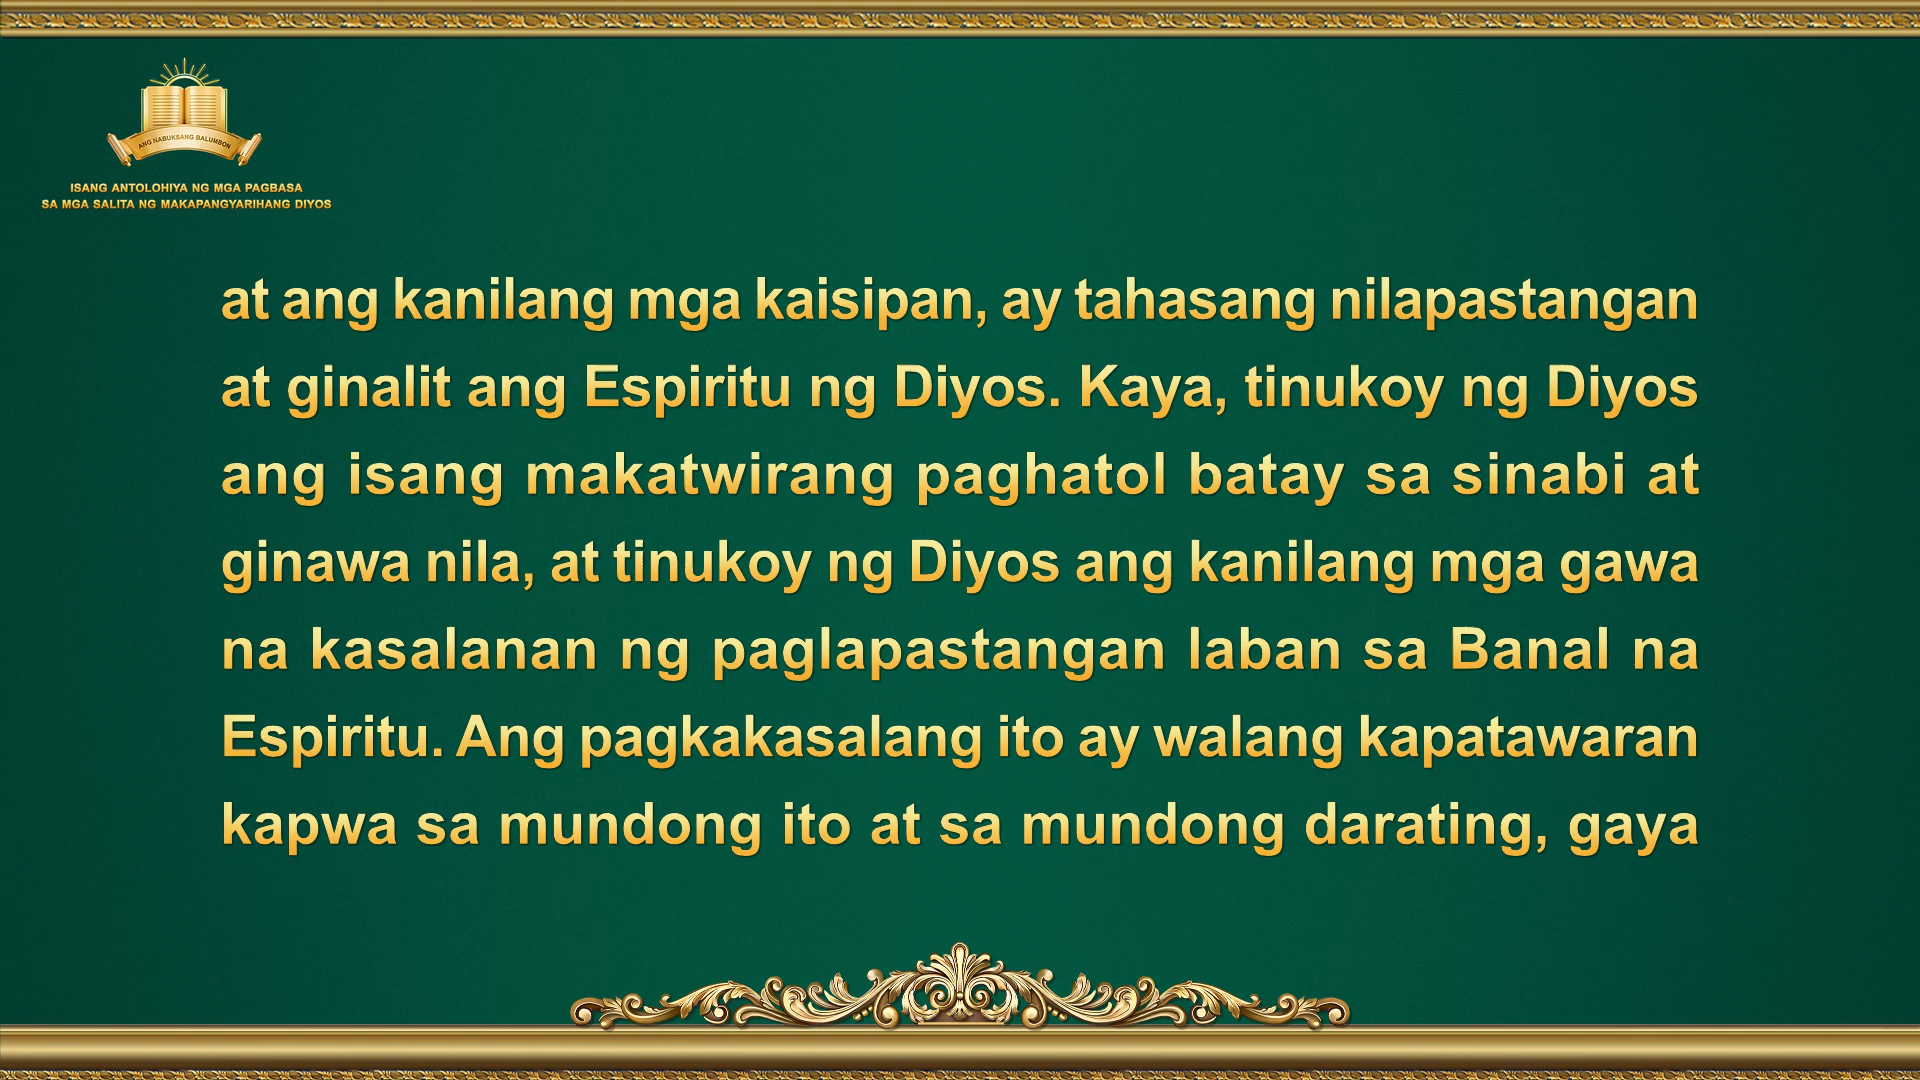 ANG NABUKSANG BALUMBON
ISANG ANTOLOHIYA NG MGA PAGBASA
SA MGA SALITA NG MAKAPANGYARIHANG DIYOS
at ang kanilang mga kaisipan, ay tahasang nilapastangan
at ginalit ang Espiritu ng Diyos. Kaya, tinukoy ng Diyos
ang isang makatwirang paghatol batay sa sinabi at
ginawa nila, at tinukoy ng Diyos ang kanilang mga gawa
na kasalanan ng paglapastangan laban sa Banal na
Espiritu. Ang pagkakasalang ito ay walang kapatawaran
kapwa sa mundong ito at sa mundong darating, gaya